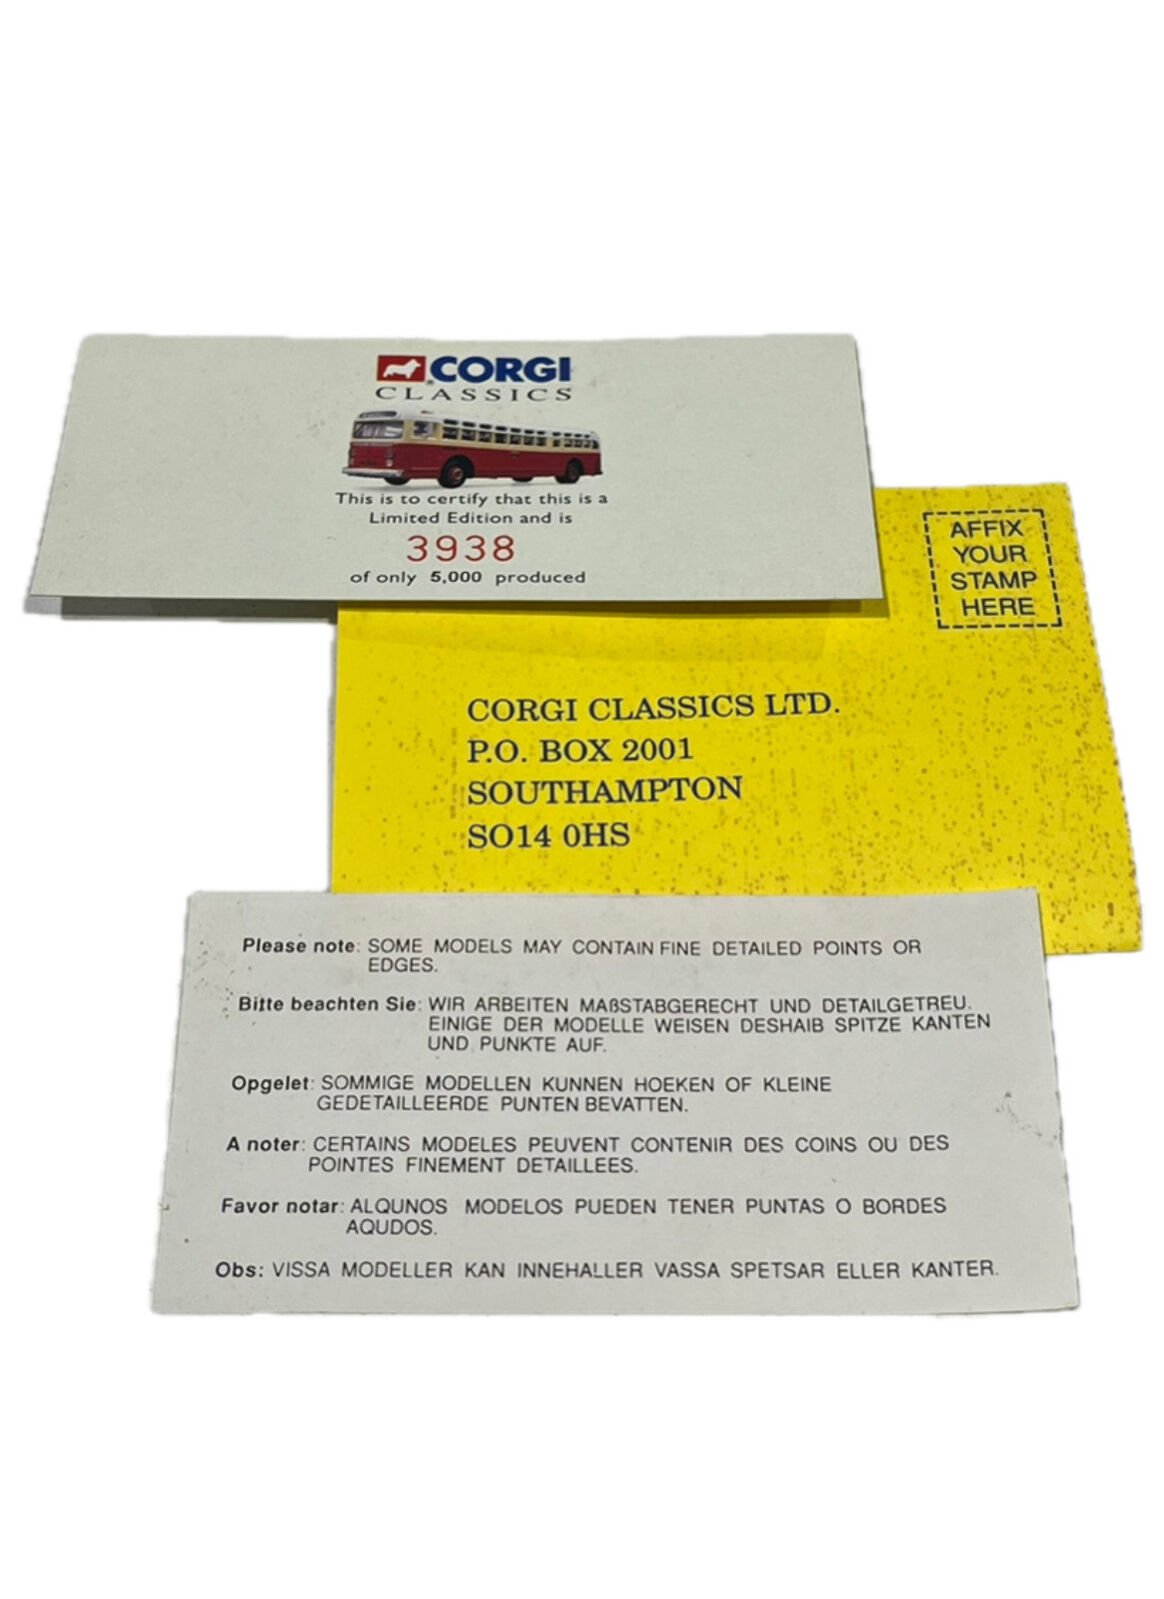 CORGI
CLASSICS
This is to certify that this is a
Limited Edition and is
3938
of only 5,000 produced
AFFIX
YOUR
STAMP
HERE
CORGI CLASSICS LTD.
P.O. BOX 2001
SOUTHAMPTON
SO14 0HS
Please note: SOME MODELS MAY CONTAIN FINE DETAILED POINTS OR
EDGES.
Bitte beachten Sie: WIR ARBEITEN MAßSTABGERECHT UND DETAILGETREU.
EINIGE DER MODELLE WEISEN DESHAIB SPITZE KANTEN
UND PUNKTE AUF.
Opgelet: SOMMIGE MODELLEN KUNNEN HOEKEN OF KLEINE
GEDETAILLEERDE PUNTEN BEVATTEN.
A noter: CERTAINS MODELES PEUVENT CONTENIR DES COINS OU DES
POINTES FINEMENT DETAILLEES.
Favor notar: ALQUNOS MODELOS PUEDEN TENER PUNTAS O BORDES
AQUDOS.
Obs: VISSA MODELLER KAN INNEHALLER VASSA SPETSAR ELLER KANTER.